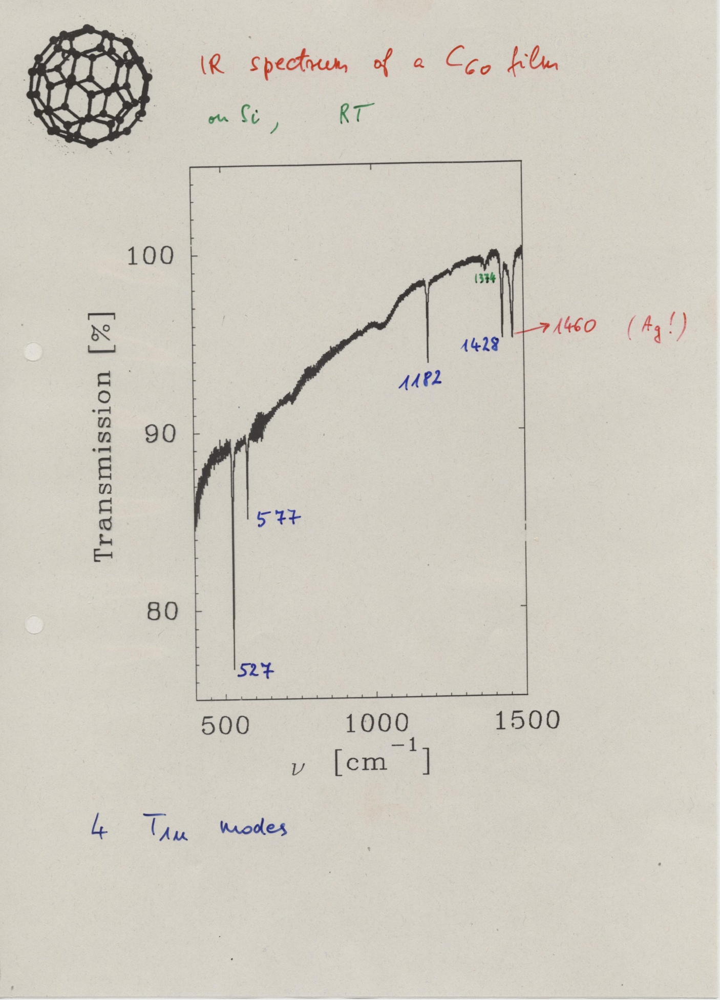 IR spectrum of a C60 film
on Si, RT
100
90
80
Transmission [%]
1374
1460 (Ag!)
1428
1182
577
527
500 1000 1500
ν [cm⁻¹]
4 T1u modes